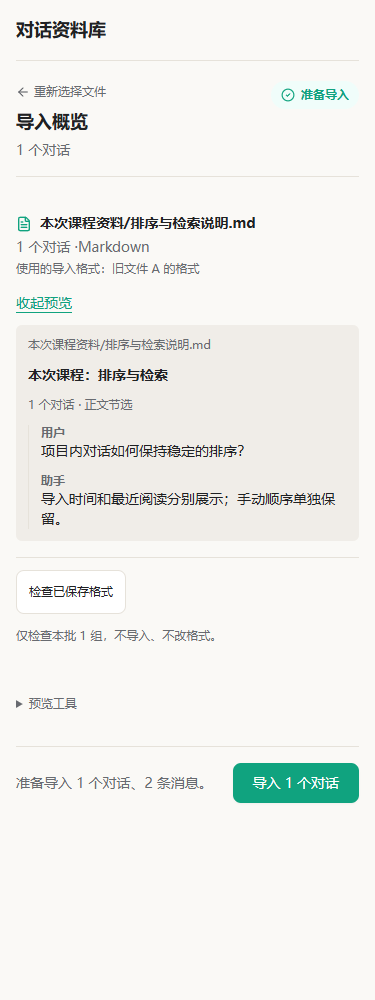 对话资料库
← 重新选择文件
准备导入
导入概览
1 个对话
本次课程资料/排序与检索说明.md
1 个对话 ·Markdown
使用的导入格式：旧文件 A 的格式
收起预览
本次课程资料/排序与检索说明.md
本次课程：排序与检索
1 个对话 · 正文节选
用户
项目内对话如何保持稳定的排序？
助手
导入时间和最近阅读分别展示；手动顺序单独保
留。
检查已保存格式
仅检查本批 1 组，不导入、不改格式。
▶ 预览工具
准备导入 1 个对话、2 条消息。
导入 1 个对话